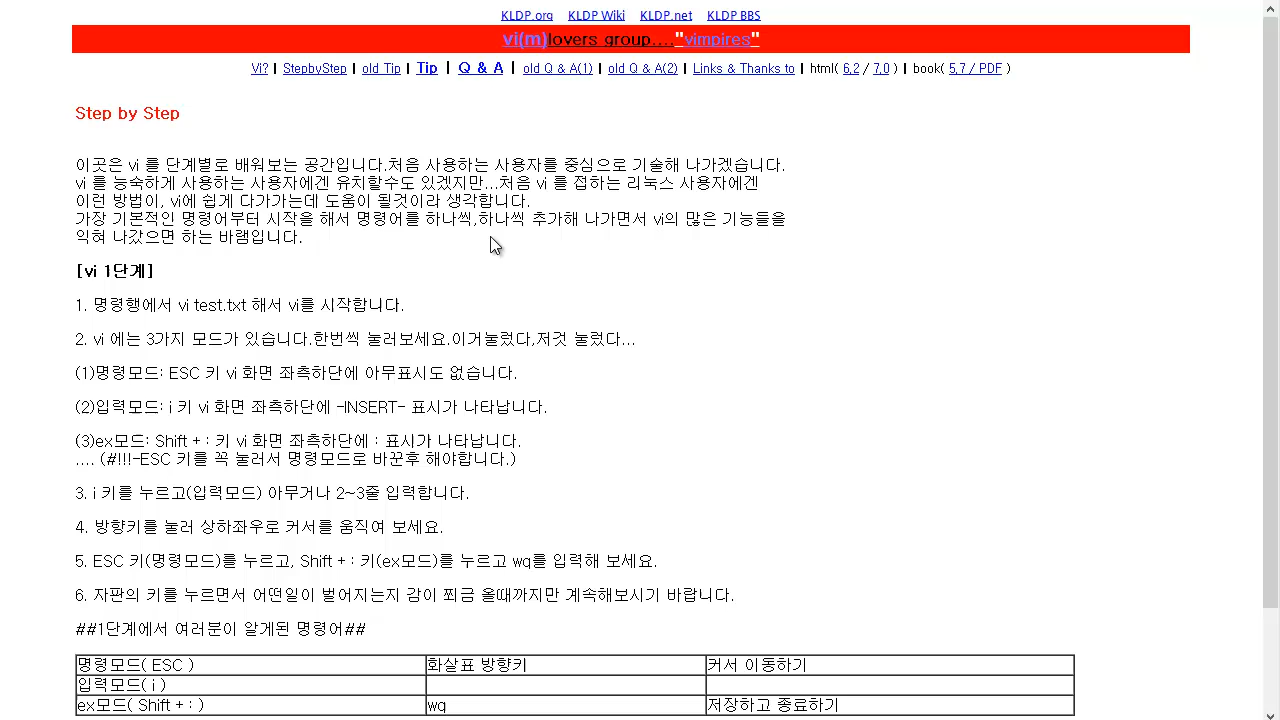 KLDP.org KLDP Wiki KLDP.net KLDP BBS
vi(m)lovers group...."vimpires"
Vi? | StepbyStep | old Tip | Tip | Q & A | old Q & A(1) | old Q & A(2) | Links & Thanks to | html( 6.2 / 7.0 ) | book( 5.7 / PDF )
Step by Step
이곳은 vi 를 단계별로 배워보는 공간입니다.처음 사용하는 사용자를 중심으로 기술해 나가겠습니다.
vi 를 능숙하게 사용하는 사용자에겐 유치할수도 있겠지만...처음 vi 를 접하는 리눅스 사용자에겐
이런 방법이, vi에 쉽게 다가가는데 도움이 될것이라 생각합니다.
가장 기본적인 명령어부터 시작을 해서 명령어를 하나씩,하나씩 추가해 나가면서 vi의 많은 기능들을
익혀 나갔으면 하는 바램입니다.
[vi 1단계]
1. 명령행에서 vi test.txt 해서 vi를 시작합니다.
2. vi 에는 3가지 모드가 있습니다.한번씩 눌러보세요.이거눌렀다,저것 눌렀다...
(1)명령모드: ESC 키 vi 화면 좌측하단에 아무표시도 없습니다.
(2)입력모드: i 키 vi 화면 좌측하단에 -INSERT- 표시가 나타납니다.
(3)ex모드: Shift + : 키 vi 화면 좌측하단에 : 표시가 나타납니다.
.... (#!!!-ESC 키를 꼭 눌러서 명령모드로 바꾼후 해야합니다.)
3. i 키를 누르고(입력모드) 아무거나 2~3줄 입력합니다.
4. 방향키를 눌러 상하좌우로 커서를 움직여 보세요.
5. ESC 키(명령모드)를 누르고, Shift + : 키(ex모드)를 누르고 wq를 입력해 보세요.
6. 자판의 키를 누르면서 어떤일이 벌어지는지 감이 쬐금 올때까지만 계속해보시기 바랍니다.
##1단계에서 여러분이 알게된 명령어##
명령모드( ESC ) 화살표 방향키 커서 이동하기
입력모드( i )
ex모드( Shift + : ) wq 저장하고 종료하기